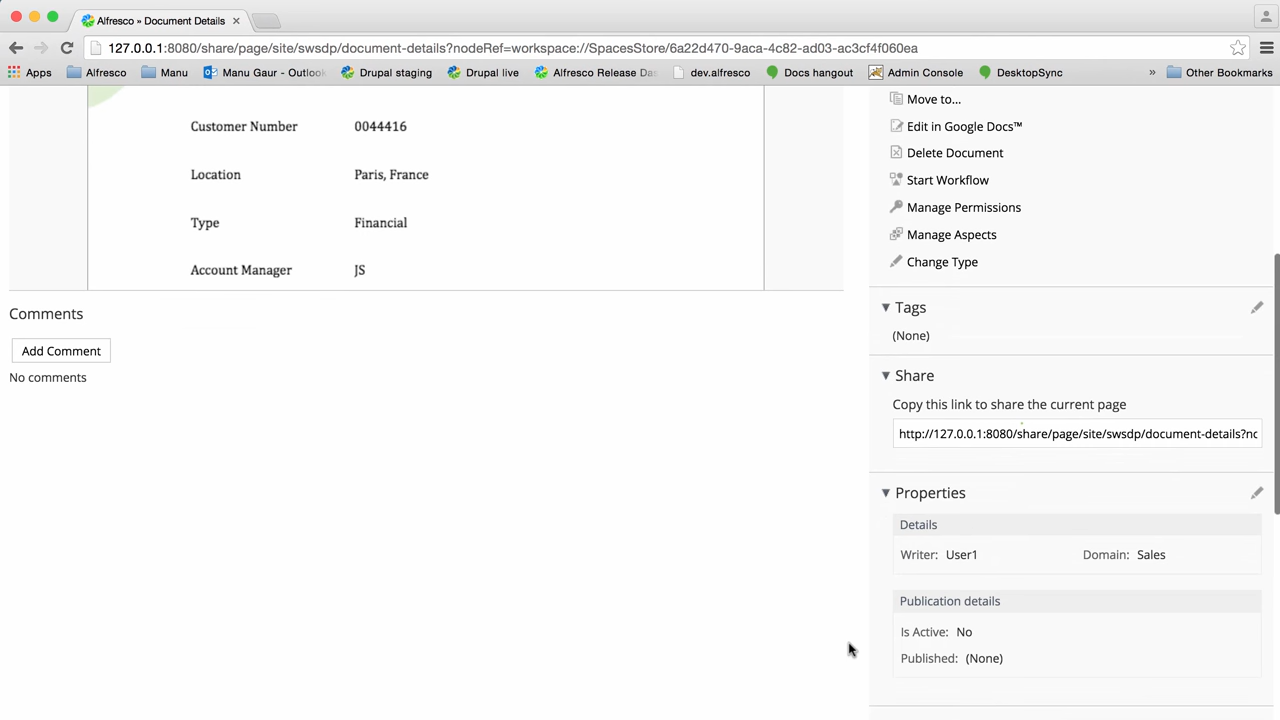 Alfresco » Document Details
127.0.0.1:8080/share/page/site/swsdp/document-details?nodeRef=workspace://SpacesStore/6a22d470-9aca-4c82-ad03-ac3cf4f060ea
Apps Alfresco Manu Manu Gaur - Outlook Drupal staging Drupal live Alfresco Release Das dev.alfresco Docs hangout Admin Console DesktopSync » Other Bookmarks
Customer Number 0044416
Location Paris, France
Type Financial
Account Manager JS
Comments
Add Comment
No comments
Move to...
Edit in Google Docs™
Delete Document
Start Workflow
Manage Permissions
Manage Aspects
Change Type
Tags
(None)
Share
Copy this link to share the current page
http://127.0.0.1:8080/share/page/site/swsdp/document-details?nc
Properties
Details
Writer: User1 Domain: Sales
Publication details
Is Active: No
Published: (None)